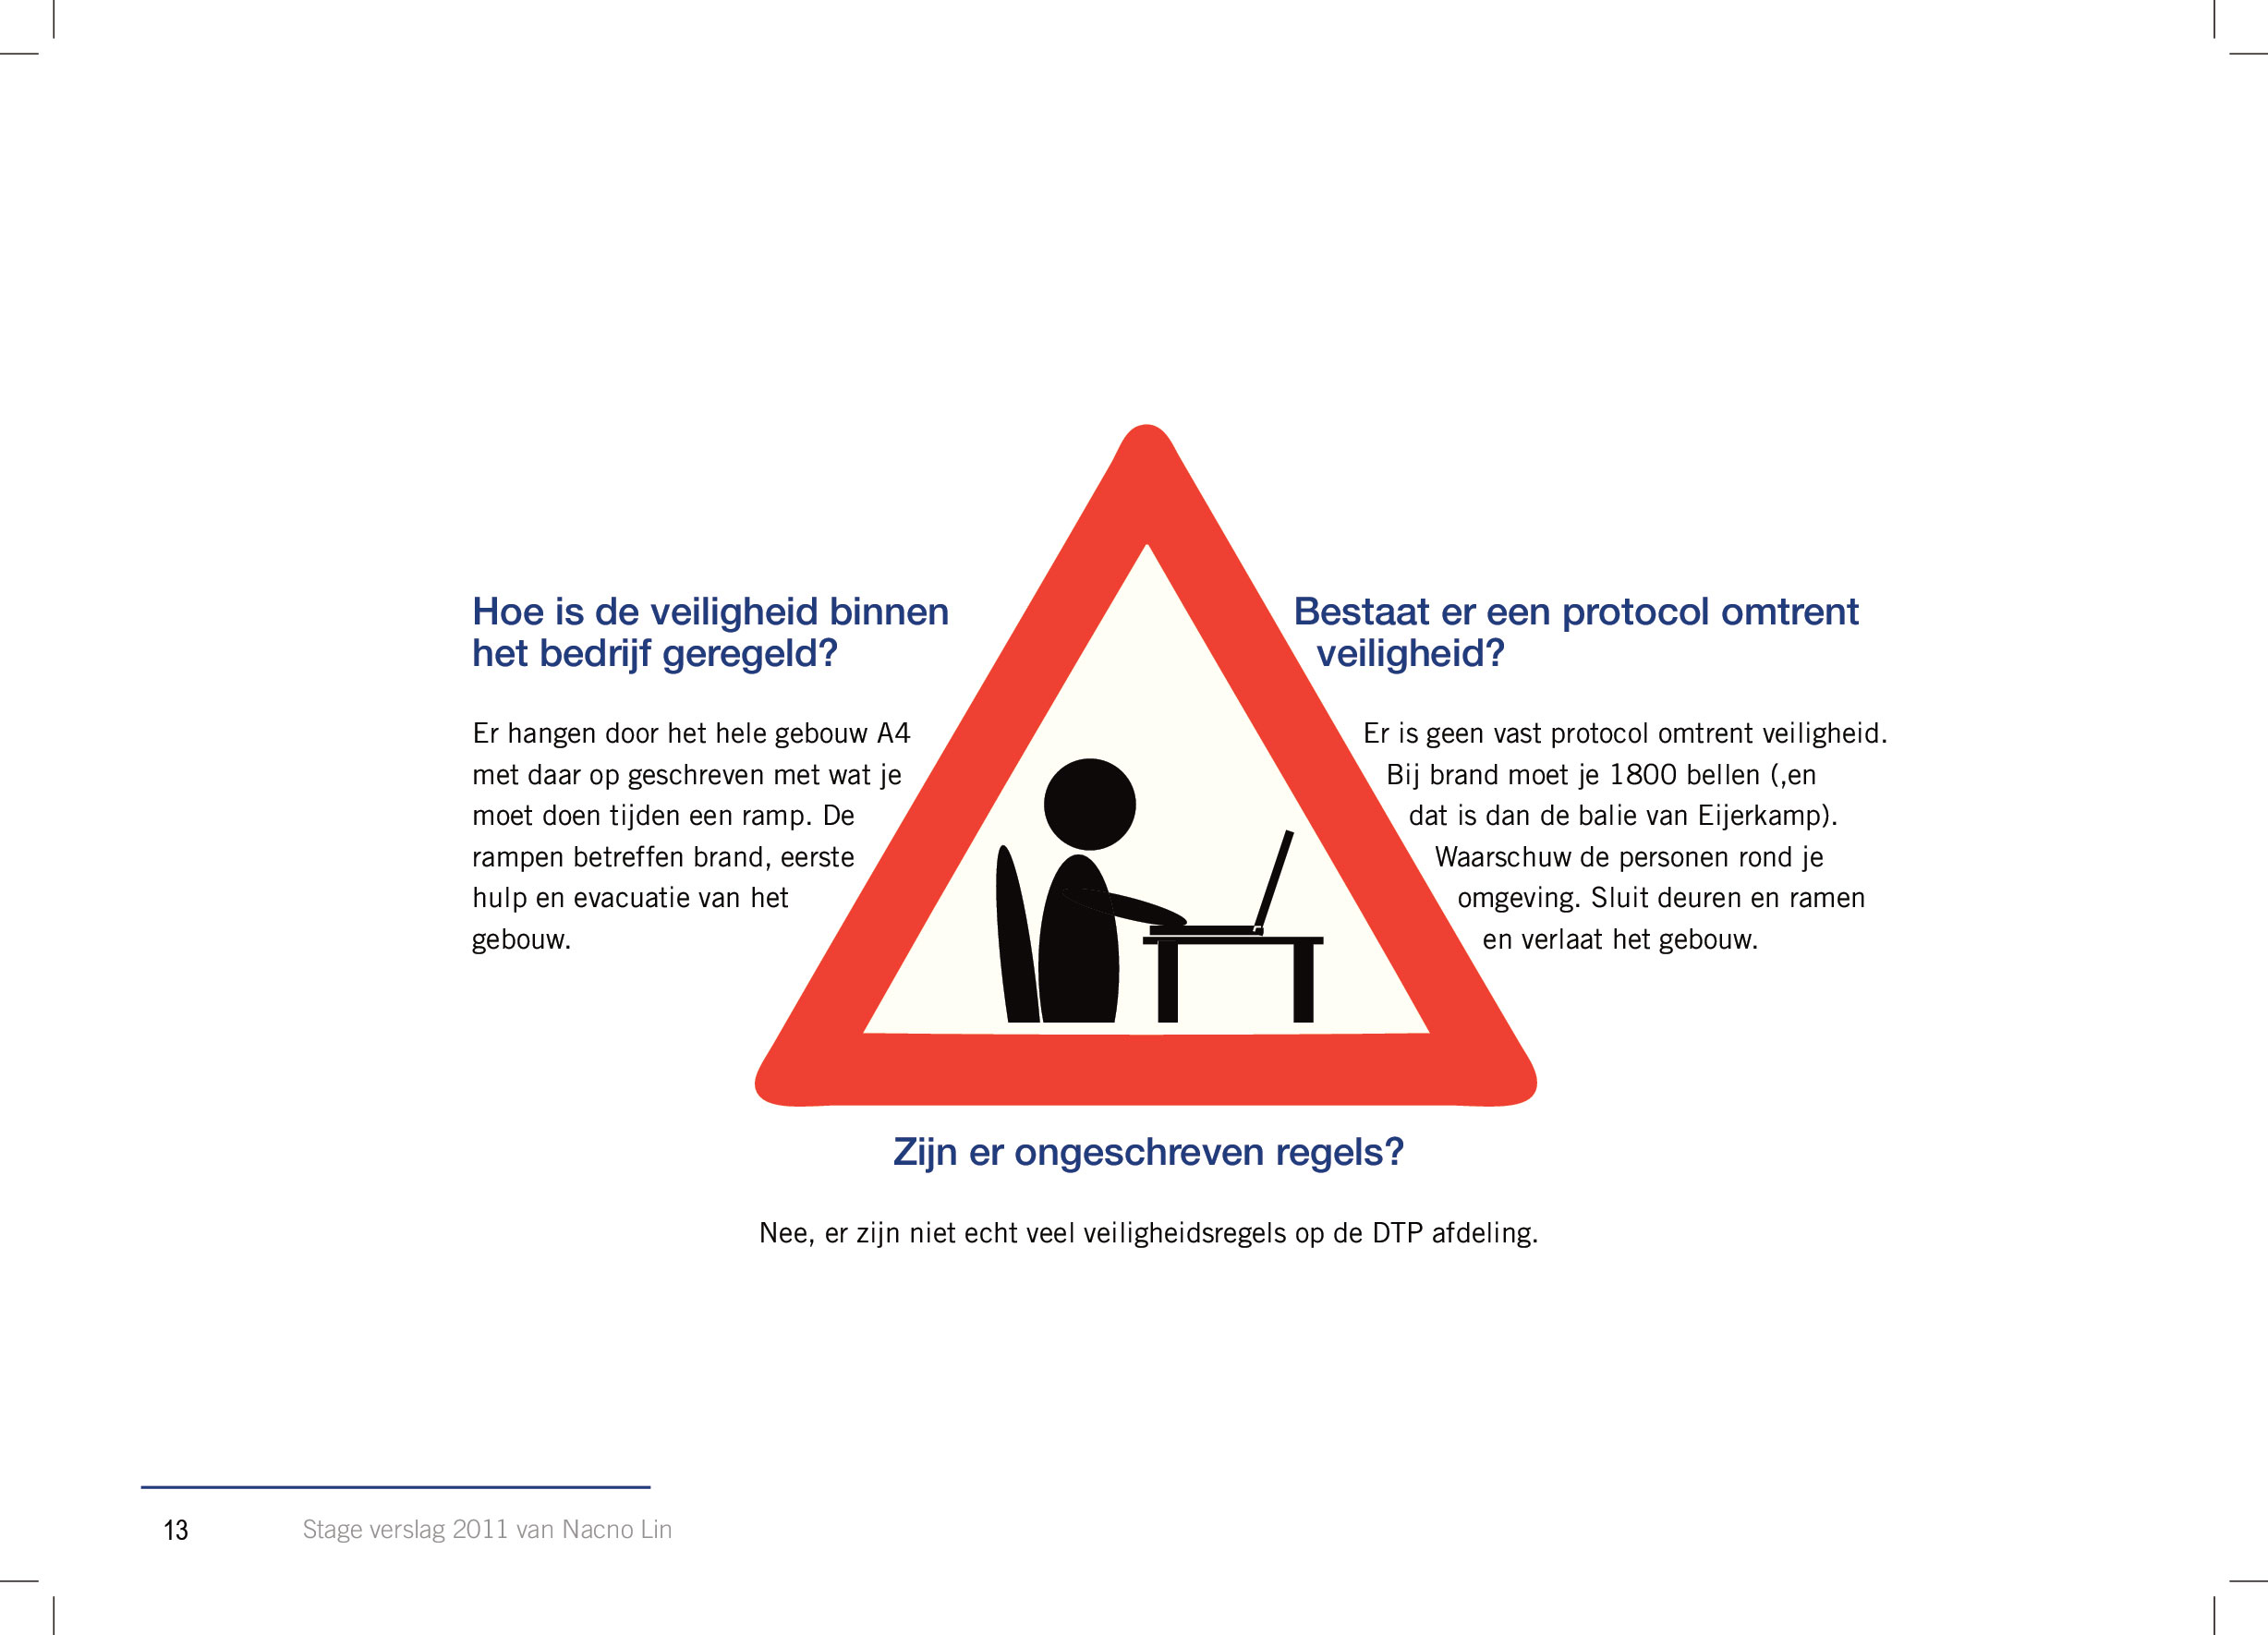 Hoe is de veiligheid binnen
het bedrijf geregeld?
Er hangen door het hele gebouw A4
met daar op geschreven met wat je
moet doen tijden een ramp. De
rampen betreffen brand, eerste
hulp en evacuatie van het
gebouw.
Bestaat er een protocol omtrent
veiligheid?
Er is geen vast protocol omtrent veiligheid.
Bij brand moet je 1800 bellen (,en
dat is dan de balie van Eijerkamp).
Waarschuw de personen rond je
omgeving. Sluit deuren en ramen
en verlaat het gebouw.
Zijn er ongeschreven regels?
Nee, er zijn niet echt veel veiligheidsregels op de DTP afdeling.
13 Stage verslag 2011 van Nacno Lin